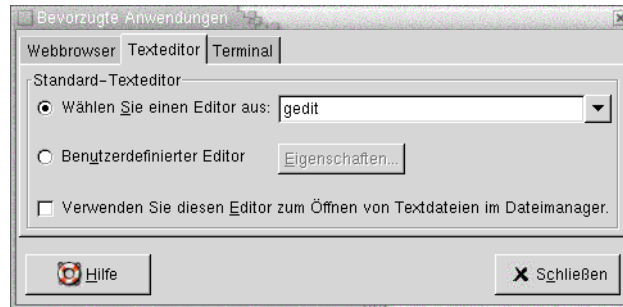 Bevorzugte Anwendungen
Webbrowser Texteditor Terminal
Standard-Texteditor
Wählen Sie einen Editor aus: gedit
Benutzerdefinierter Editor Eigenschaften...
Verwenden Sie diesen Editor zum Öffnen von Textdateien im Dateimanager.
Hilfe Schließen